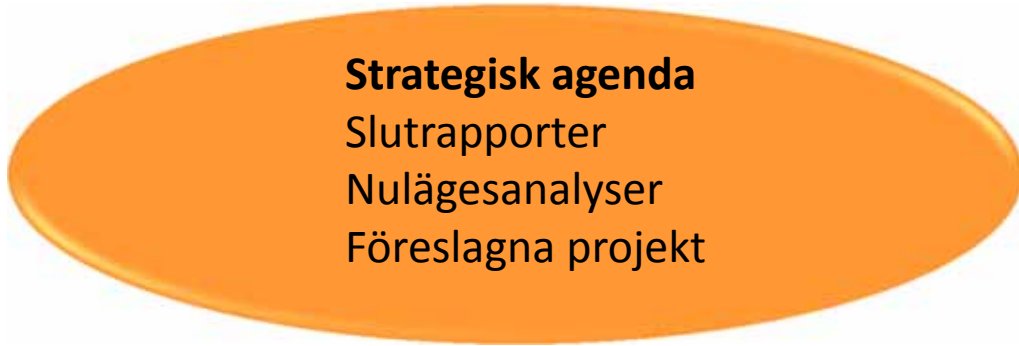 Strategisk agenda
Slutrapporter
Nulägesanalyser
Föreslagna projekt